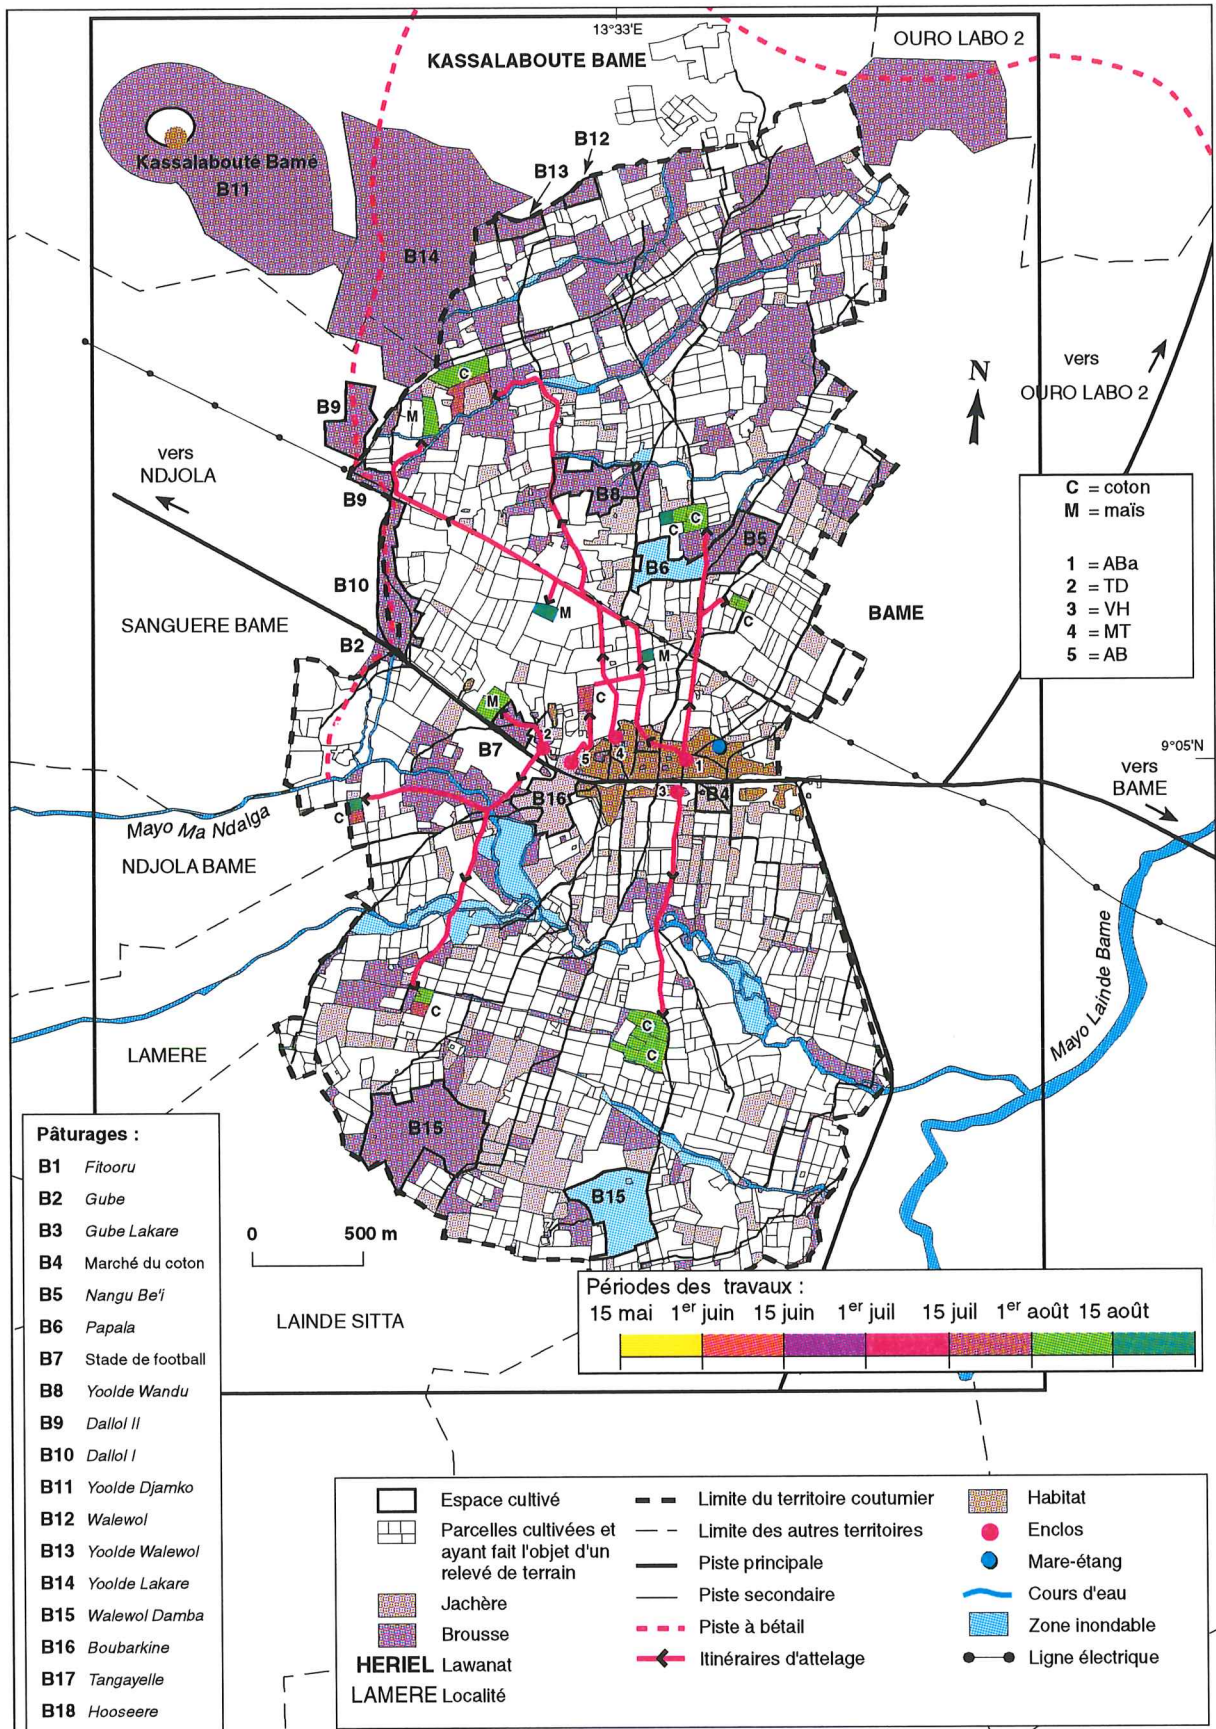 13°33'E
OURO LABO 2
KASSALABOUTE BAME
B12
Kassalaboute Bame
B11
B13
B14
C
vers
OURO LABO 2
N
B9
M
vers
NDJOLA
B9
B8
C
C
B5
B6
C = coton
M = maïs
1 = ABa
2 = TD
3 = VH
4 = MT
5 = AB
B10
M
C
BAME
SANGUERE BAME
B2
M
C
M
B7
2
5
4
1
9°05'N
vers
BAME
3
B4
B16
C
Mayo Ma Ndalga
NDJOLA BAME
Mayo Lainde Bame
C
C
C
LAMERE
B15
B15
Pâturages :
B1 Fitooru
B2 Gube
B3 Gube Lakare
B4 Marché du coton
B5 Nangu Be'i
B6 Papala
B7 Stade de football
B8 Yoolde Wandu
B9 Dallol II
B10 Dallol I
B11 Yoolde Djamko
B12 Walewol
B13 Yoolde Walewol
B14 Yoolde Lakare
B15 Walewol Damba
B16 Boubarkine
B17 Tangayelle
B18 Hooseere
0 500 m
LAINDE SITTA
Périodes des travaux :
15 mai 1er juin 15 juin 1er juil 15 juil 1er août 15 août
Espace cultivé
Parcelles cultivées et
ayant fait l'objet d'un
relevé de terrain
Jachère
Brousse
HERIEL Lawanat
LAMERE Localité
Limite du territoire coutumier
Limite des autres territoires
Piste principale
Piste secondaire
Piste à bétail
Itinéraires d'attelage
Habitat
Enclos
Mare-étang
Cours d'eau
Zone inondable
Ligne électrique